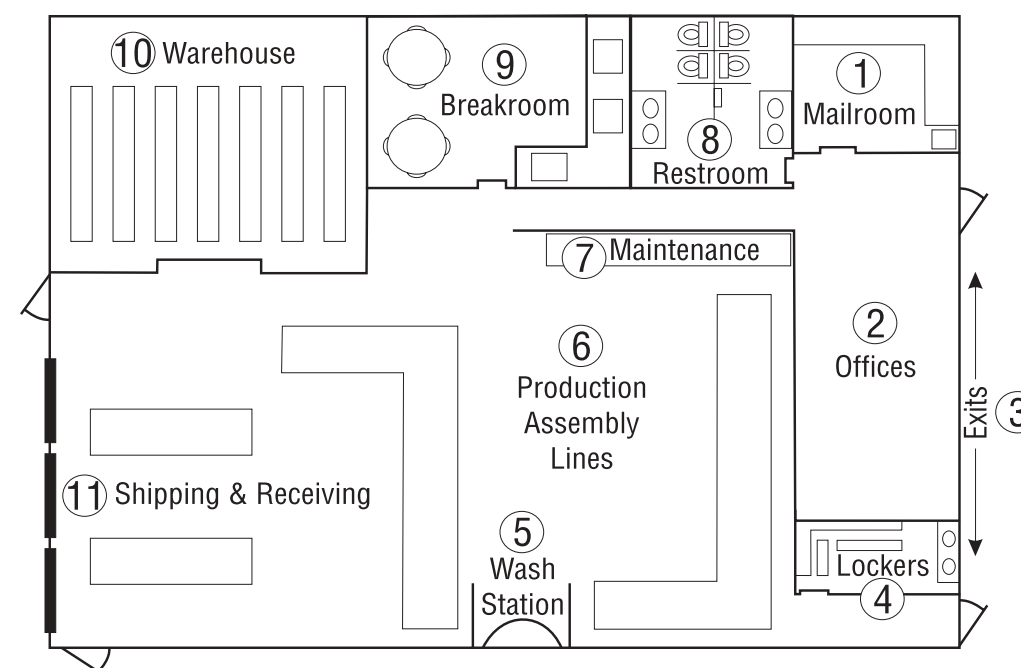 10 Warehouse
9
Breakroom
1
Mailroom
8
Restroom
7 Maintenance
2
Offices
6
Production
Assembly
Lines
Exits 3
11 Shipping & Receiving
5
Wash
Station
Lockers
4